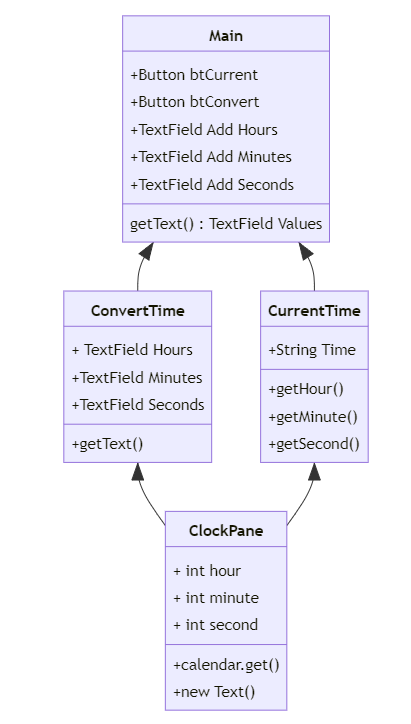 Main
+Button btCurrent
+Button btConvert
+TextField Add Hours
+TextField Add Minutes
+TextField Add Seconds
getText() : TextField Values
ConvertTime
+ TextField Hours
+TextField Minutes
+TextField Seconds
+getText()
CurrentTime
+String Time
+getHour()
+getMinute()
+getSecond()
ClockPane
+ int hour
+ int minute
+ int second
+calendar.get()
+new Text()